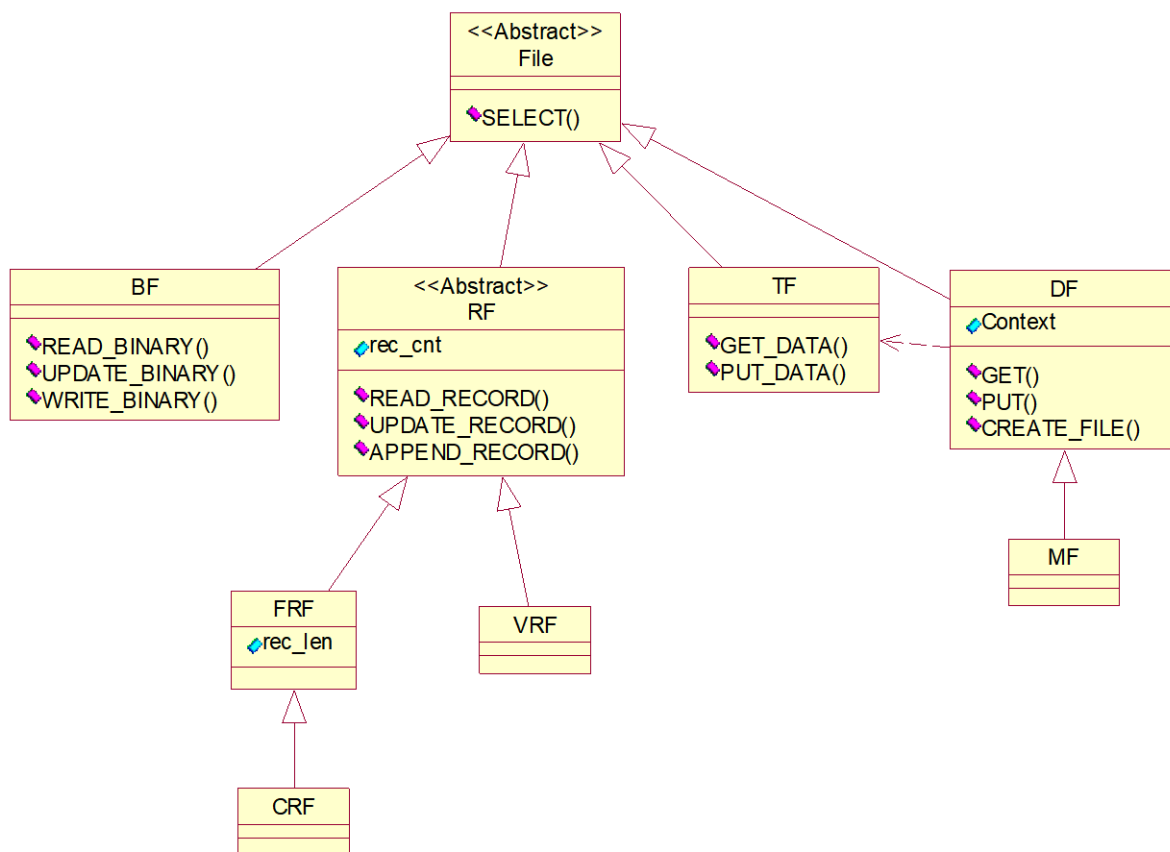 <<Abstract>>
File
SELECT()
BF
READ_BINARY()
UPDATE_BINARY()
WRITE_BINARY()
<<Abstract>>
RF
rec_cnt
READ_RECORD()
UPDATE_RECORD()
APPEND_RECORD()
TF
GET_DATA()
PUT_DATA()
DF
Context
GET()
PUT()
CREATE_FILE()
MF
FRF
rec_len
VRF
CRF